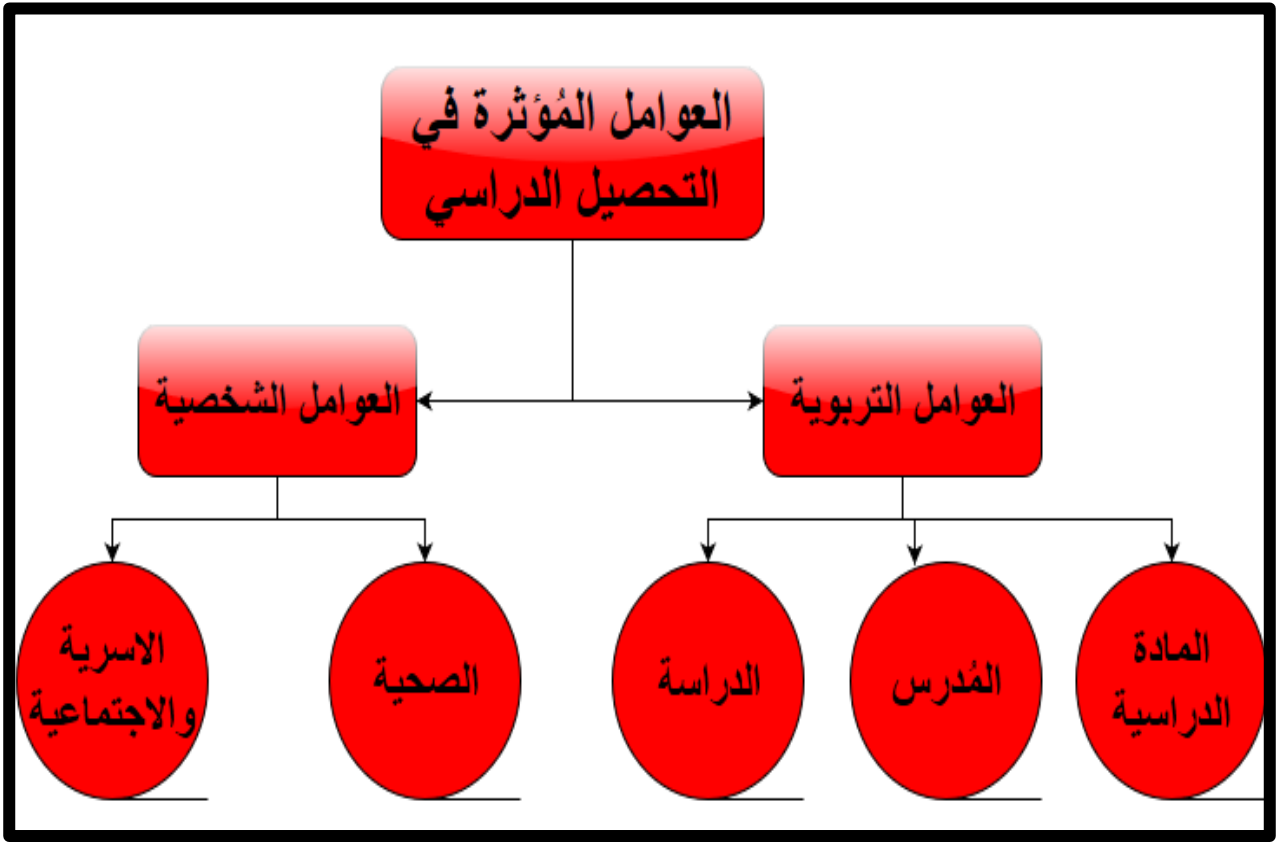 العوامل المُؤثرة في
التحصيل الدراسي
العوامل التربوية
العوامل الشخصية
المادة
الدراسية
المُدرس
الدراسة
الصحية
الاسرية
والاجتماعية